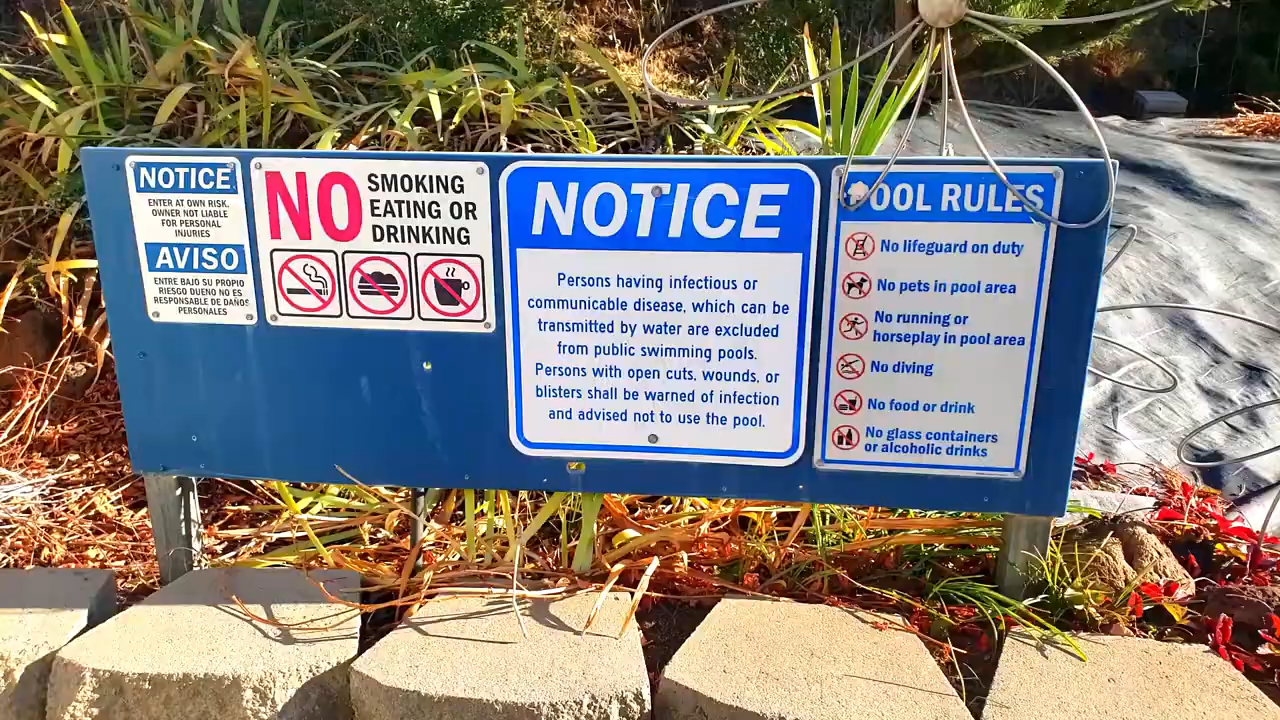 NOTICE
ENTER AT OWN RISK.
OWNER NOT LIABLE
FOR PERSONAL
INJURIES
AVISO
ENTRE BAJO SU PROPIO
RIESGO DUENO NO ES
RESPONSABLE DE DAÑOS
PERSONALES
NO SMOKING
EATING OR
DRINKING
NOTICE
Persons having infectious or
communicable disease, which can be
transmitted by water are excluded
from public swimming pools.
Persons with open cuts, wounds, or
blisters shall be warned of infection
and advised not to use the pool.
POOL RULES
No lifeguard on duty
No pets in pool area
No running or
horseplay in pool area
No diving
No food or drink
No glass containers
or alcoholic drinks